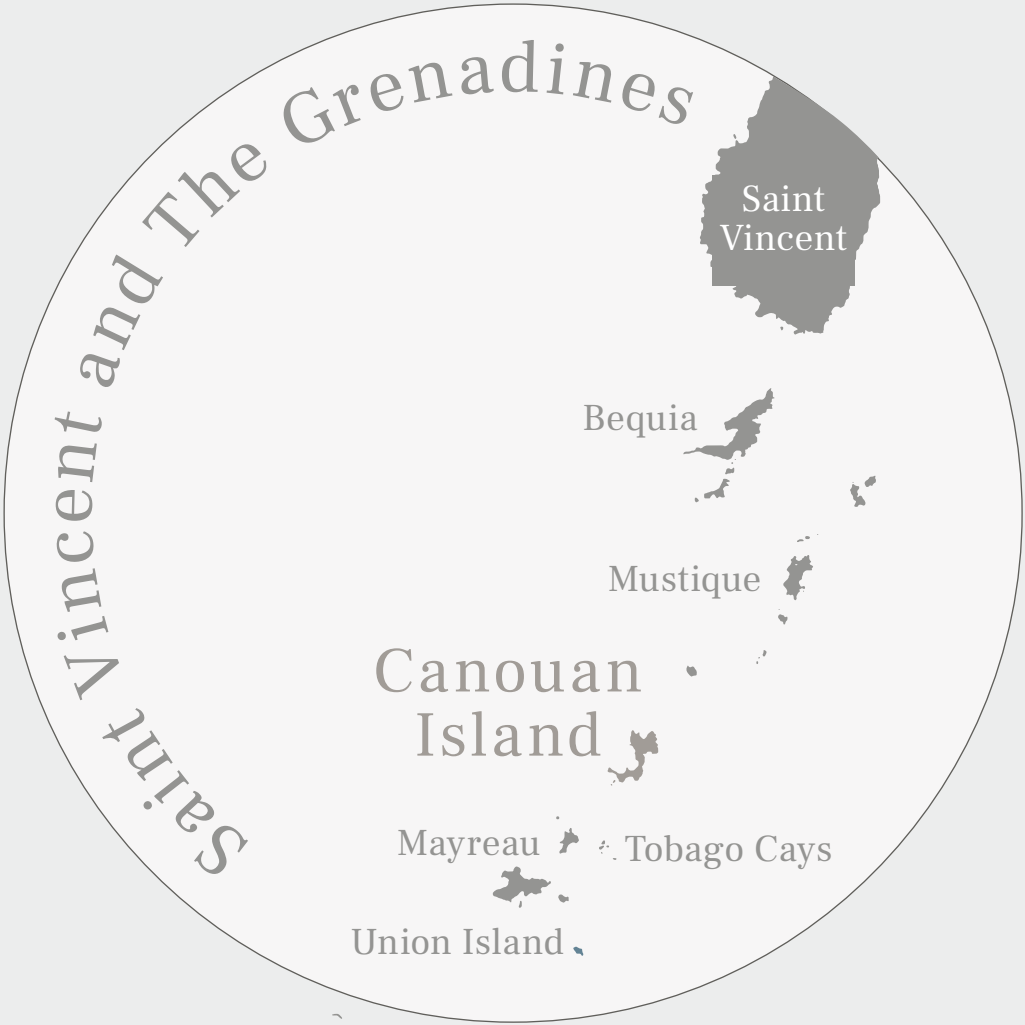 Saint Vincent and The Grenadines
Saint
Vincent
Bequia
Mustique
Canouan
Island
Mayreau
Tobago Cays
Union Island